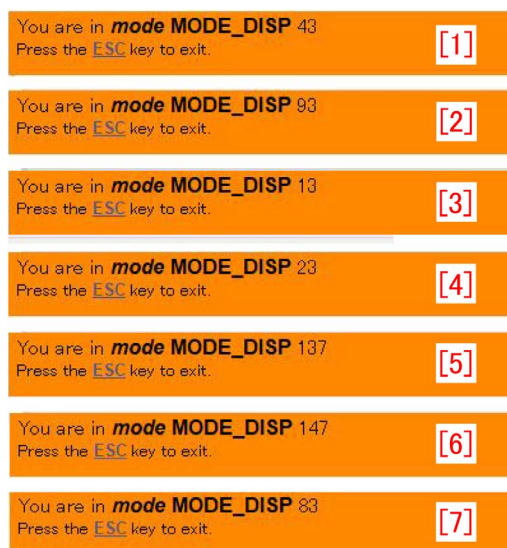 You are in mode MODE_DISP 43
Press the ESC key to exit.
[1]
You are in mode MODE_DISP 93
Press the ESC key to exit.
[2]
You are in mode MODE_DISP 13
Press the ESC key to exit.
[3]
You are in mode MODE_DISP 23
Press the ESC key to exit.
[4]
You are in mode MODE_DISP 137
Press the ESC key to exit.
[5]
You are in mode MODE_DISP 147
Press the ESC key to exit.
[6]
You are in mode MODE_DISP 83
Press the ESC key to exit.
[7]